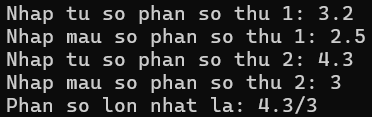 Nhap tu so phan so thu 1: 3.2
Nhap mau so phan so thu 1: 2.5
Nhap tu so phan so thu 2: 4.3
Nhap mau so phan so thu 2: 3
Phan so lon nhat la: 4.3/3